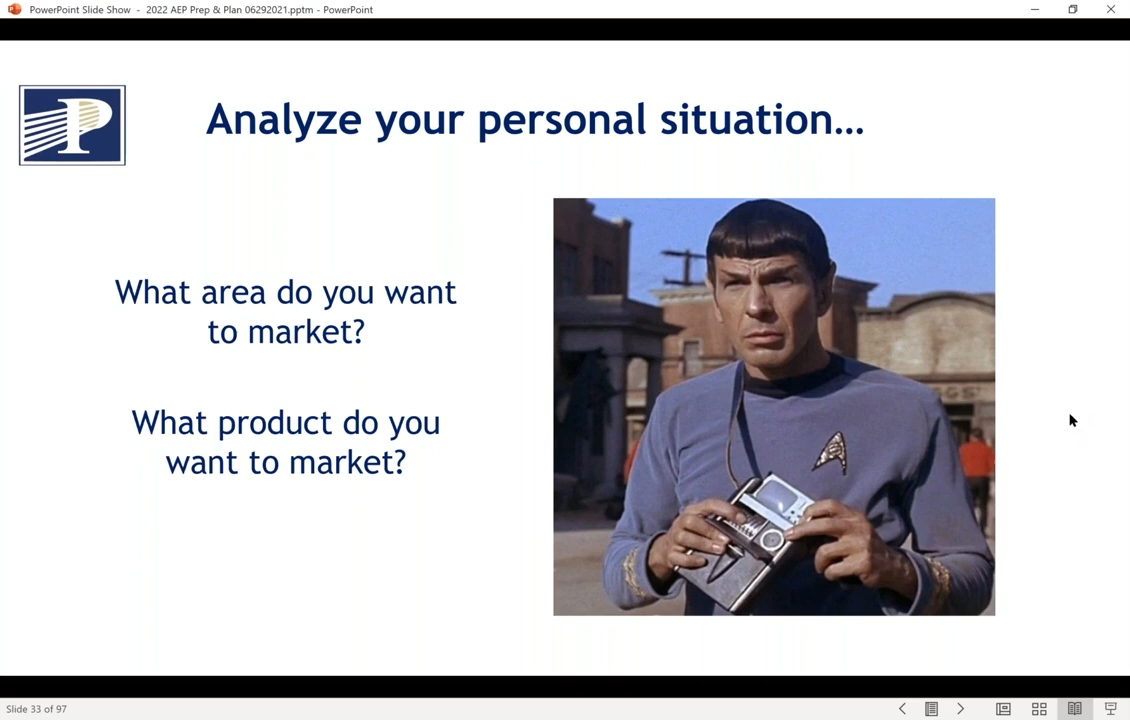 PowerPoint Slide Show - 2022 AEP Prep & Plan 06292021.pptm - PowerPoint
P
Analyze your personal situation...
What area do you want
to market?
What product do you
want to market?
Slide 33 of 97